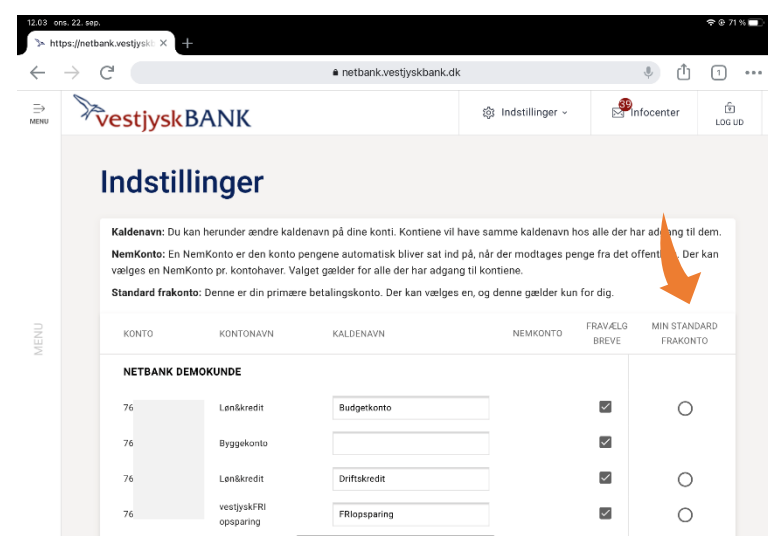 12.03 ons. 22. sep.
71 %
https://netbank.vestjyskb
netbank.vestjyskbank.dk
1
MENU
vestjyskBANK
Indstillinger
39
Infocenter
LOG UD
Indstillinger
Kaldenavn: Du kan herunder ændre kaldenavn på dine konti. Kontiene vil have samme kaldenavn hos alle der har adgang til dem.
NemKonto: En NemKonto er den konto pengene automatisk bliver sat ind på, når der modtages penge fra det offentlige. Der kan
vælges en NemKonto pr. kontohaver. Valget gælder for alle der har adgang til kontiene.
Standard frakonto: Denne er din primære betalingskonto. Der kan vælges en, og denne gælder kun for dig.
MENU
KONTO KONTONAVN KALDENAVN NEMKONTO FRAVÆLG BREVE MIN STANDARD FRAKONTO
NETBANK DEMOKUNDE
76 Løn&kredit Budgetkonto
76 Byggekonto
76 Løn&kredit Driftskredit
76 vestjyskFRI opsparing FRIopsparing